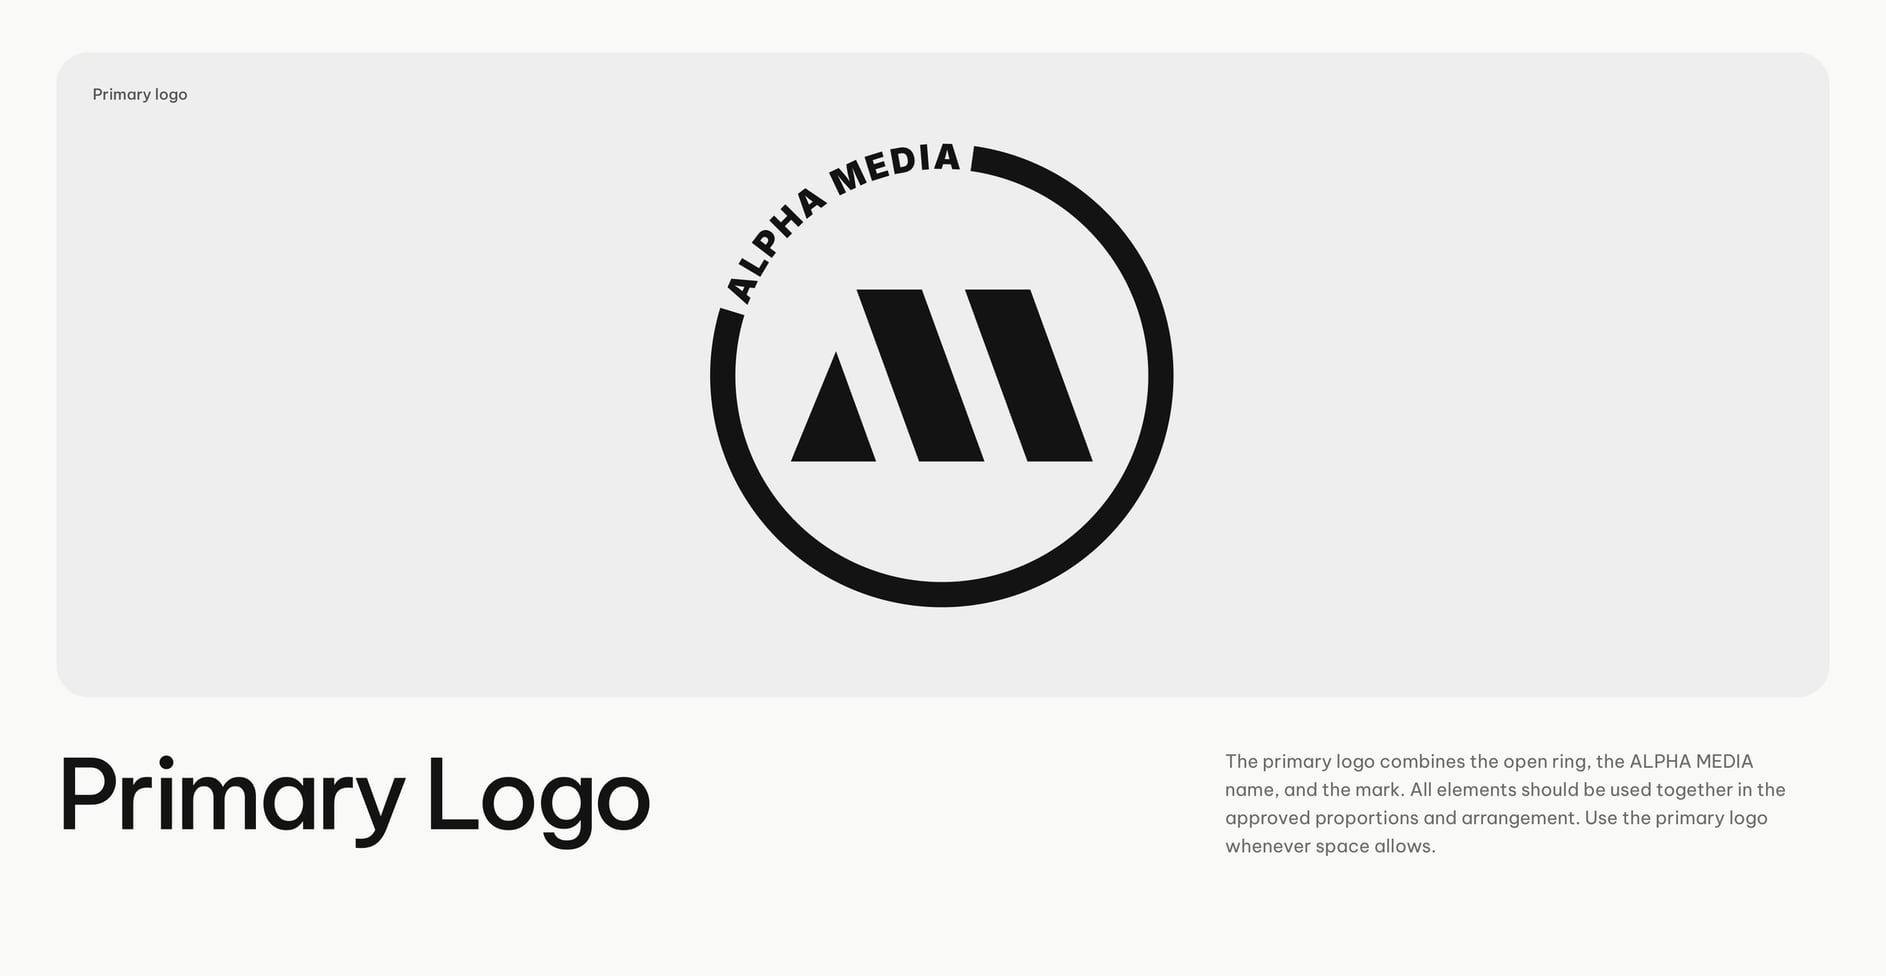 Primary logo
ALPHA MEDIA
Primary Logo
The primary logo combines the open ring, the ALPHA MEDIA
name, and the mark. All elements should be used together in the
approved proportions and arrangement. Use the primary logo
whenever space allows.